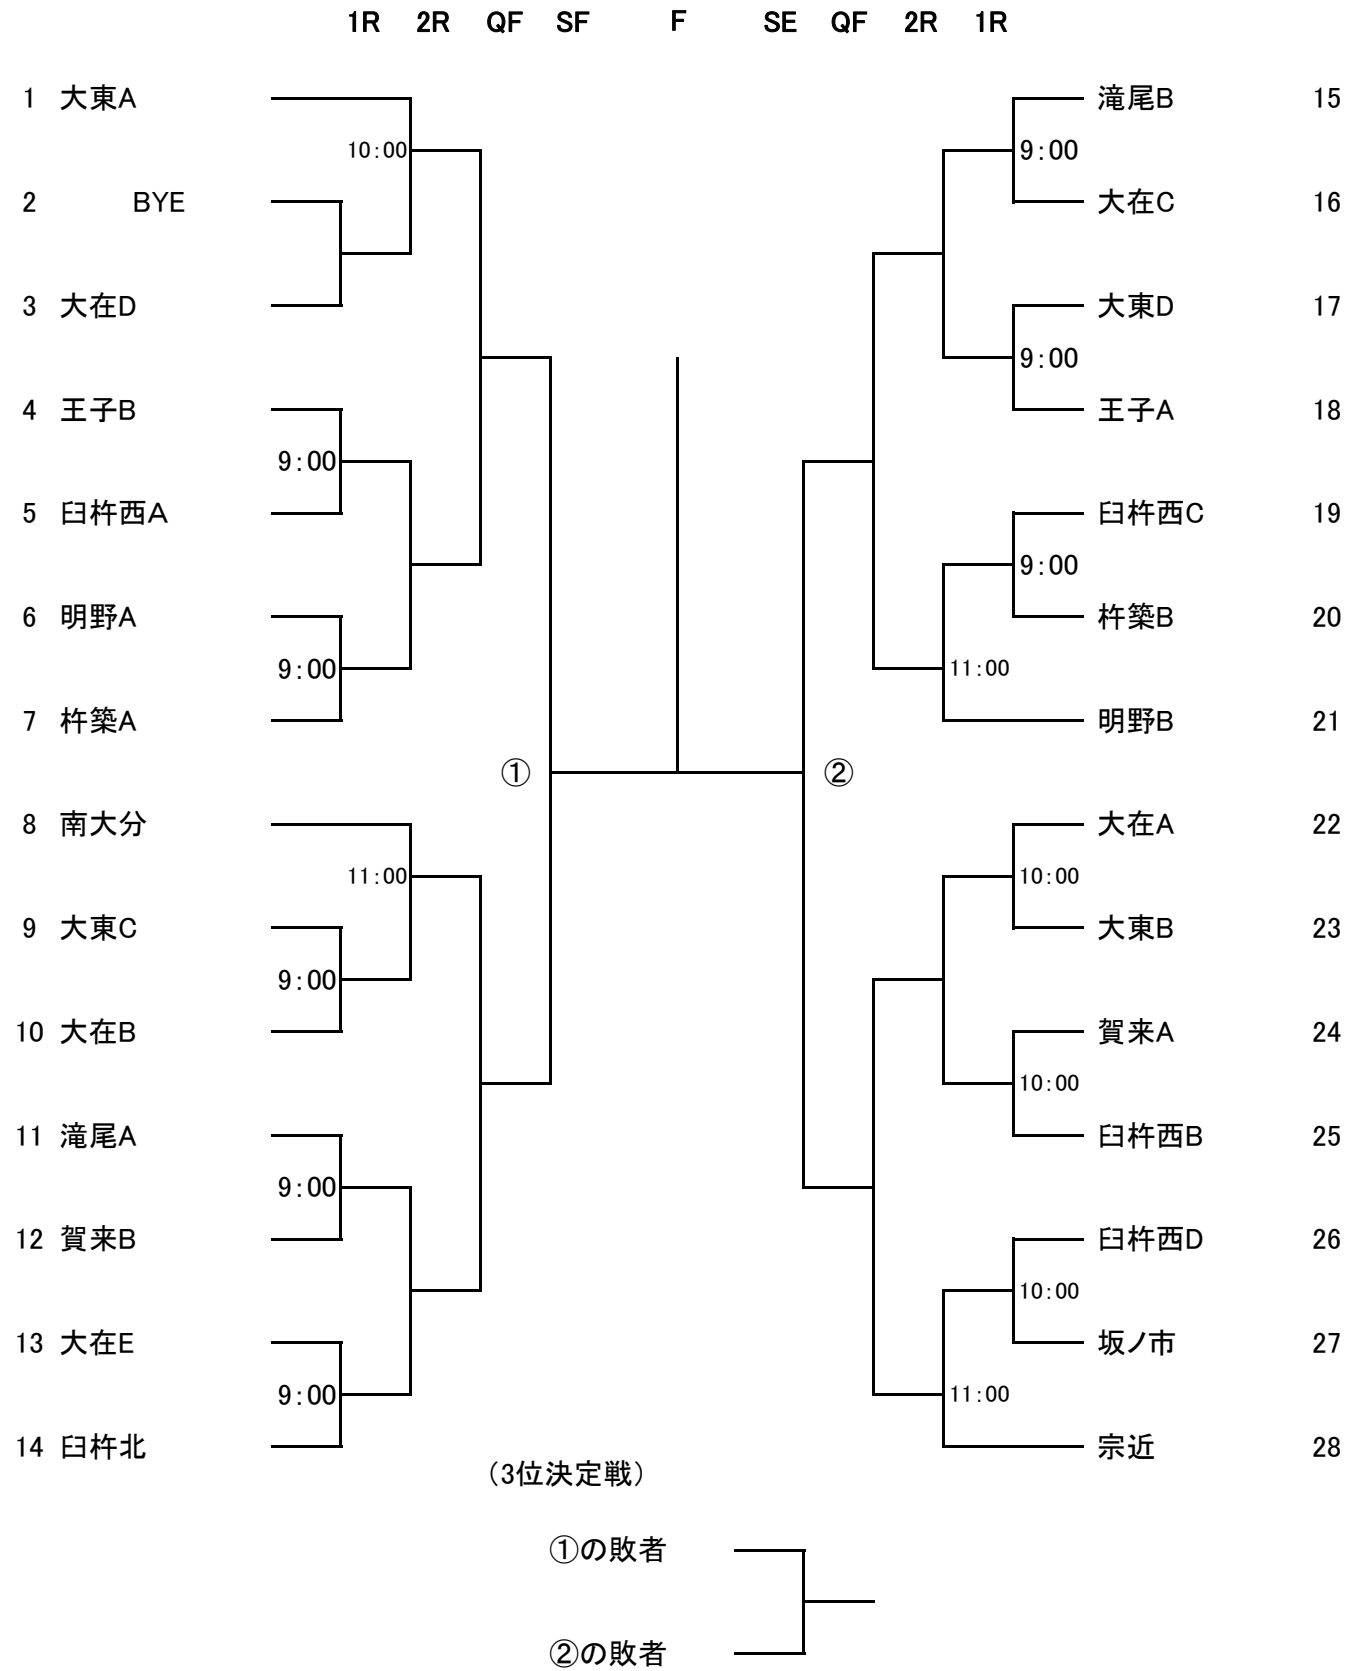 1R 2R QF SF F SE QF 2R 1R
1 大東A 滝尾B 15
10:00 9:00
2 BYE 大在C 16
3 大在D 大東D 17
9:00
4 王子B 王子A 18
9:00
5 臼杵西A 臼杵西C 19
9:00
6 明野A 杵築B 20
9:00 11:00
7 杵築A 明野B 21
① ②
8 南大分 大在A 22
11:00 10:00
9 大東C 大東B 23
9:00
10 大在B 賀来A 24
10:00
11 滝尾A 臼杵西B 25
9:00
12 賀来B 臼杵西D 26
10:00
13 大在E 坂ノ市 27
9:00 11:00
14 臼杵北 宗近 28
（3位決定戦）
①の敗者
②の敗者